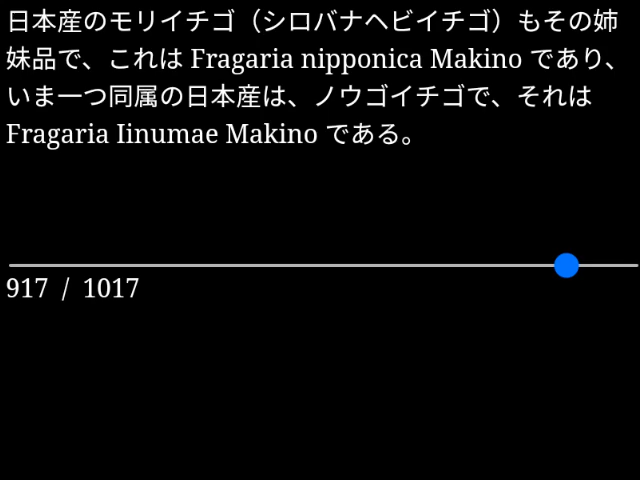 日本産のモリイチゴ（シロバナヘビイチゴ）もその姉
妹品で、これは Fragaria nipponica Makino であり、
いま一つ同属の日本産は、ノウゴイチゴで、それは
Fragaria Iinumae Makino である。
917 / 1017